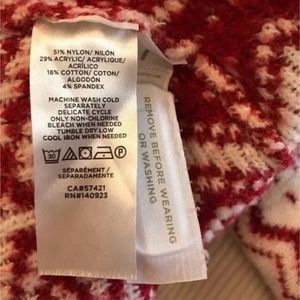 51% NYLON/ NILÓN
29% ACRYLIC/ ACRYLIQUE/
ACRÍLICO
16% COTTON/ COTON/
ALGODÓN
4% SPANDEX
MACHINE WASH COLD
SEPARATELY
DELICATE CYCLE
ONLY NON-CHLORINE
BLEACH WHEN NEEDED
TUMBLE DRY LOW
COOL IRON WHEN NEEDED
30
SÉPARÉMENT /
SEPARADAMENTE
CA#57421
RN#140923
REMOVE BEFORE WEARING
OR WASHING